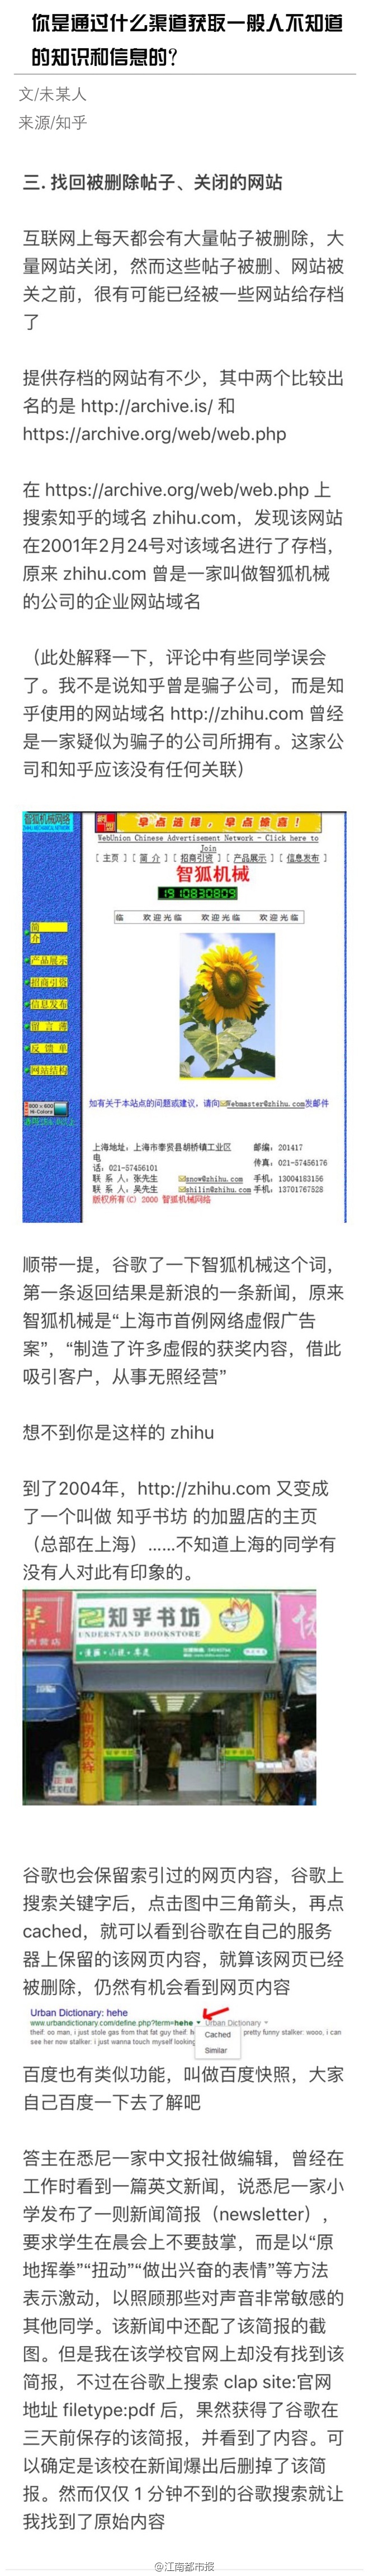 你是通过什么渠道获取一般人不知道
的知识和信息的？
文/未某人
来源/知乎
三. 找回被删除帖子、关闭的网站
互联网上每天都会有大量帖子被删除，大
量网站关闭，然而这些帖子被删、网站被
关之前，很有可能已经被一些网站给存档
了
提供存档的网站有不少，其中两个比较出
名的是 http://archive.is/ 和
https://archive.org/web/web.php
在 https://archive.org/web/web.php 上
搜索知乎的域名 zhihu.com，发现该网站
在2001年2月24号对该域名进行了存档，
原来 zhihu.com 曾是一家叫做智狐机械
的公司的企业网站域名
（此处解释一下，评论中有些同学误会
了。我不是说知乎曾是骗子公司，而是知
乎使用的网站域名 http://zhihu.com 曾经
是一家疑似为骗子的公司所拥有。这家公
司和知乎应该没有任何关联）
智狐机械网络
早 点 诚 撑 ， 早 点 惊 喜 ！
WebUnion Chinese Advertisement Network - Click here to
Join
[ 主页 ] [ 简 介 ] [ 招商引资 ] [ 产品展示 ] [ 信息发布 ]
智狐机械
1910830809
临 欢迎光临 欢迎光临 欢迎光临
简
介
产品展示
招商引资
信息发布
留 言 簿
反 馈 单
网站结构
800 x 600
Hi-Colors
如有关于本站点的问题或建议，请向Webmaster@zhihu.com发邮件
上海地址：上海市奉贤县胡桥镇工业区 邮编：201417
电
话：021-57456101 传真：021-57456176
联 系 人：张先生 snow@zhihu.com 手机：13004183156
联 系 人：吴先生 shilin@zhihu.com 手机：13701767528
版权所有(C) 2000 智狐机械网络
顺带一提，谷歌了一下智狐机械这个词，
第一条返回结果是新浪的一条新闻，原来
智狐机械是“上海市首例网络虚假广告
案”，“制造了许多虚假的获奖内容，借此
吸引客户，从事无照经营”
想不到你是这样的 zhihu
到了2004年，http://zhihu.com 又变成
了一个叫做 知乎书坊 的加盟店的主页
（总部在上海）……不知道上海的同学有
没有人对此有印象的。
知乎书坊
UNDERSTAND BOOKSTORE
谷歌也会保留索引过的网页内容，谷歌上
搜索关键字后，点击图中三角箭头，再点
cached，就可以看到谷歌在自己的服务
器上保留的该网页内容，就算该网页已经
被删除，仍然有机会看到网页内容
Urban Dictionary: hehe
www.urbandictionary.com/define.php?term=hehe Urban Dictionary
theif: oo man, i just stole gas from that fat guy theif: h pretty funny stalker: wooo, i can
see her now stalker: i just wanna touch myself looking
Cached
Similar
百度也有类似功能，叫做百度快照，大家
自己百度一下去了解吧
答主在悉尼一家中文报社做编辑，曾经在
工作时看到一篇英文新闻，说悉尼一家小
学发布了一则新闻简报（newsletter），
要求学生在晨会上不要鼓掌，而是以“原
地挥拳”“扭动”“做出兴奋的表情”等方法
表示激动，以照顾那些对声音非常敏感的
其他同学。该新闻中还配了该简报的截
图。但是我在该学校官网上却没有找到该
简报，不过在谷歌上搜索 clap site:官网
地址 filetype:pdf 后，果然获得了谷歌在
三天前保存的该简报，并看到了内容。可
以确定是该校在新闻爆出后删掉了该简
报。然而仅仅 1 分钟不到的谷歌搜索就让
我找到了原始内容
@江南都市报